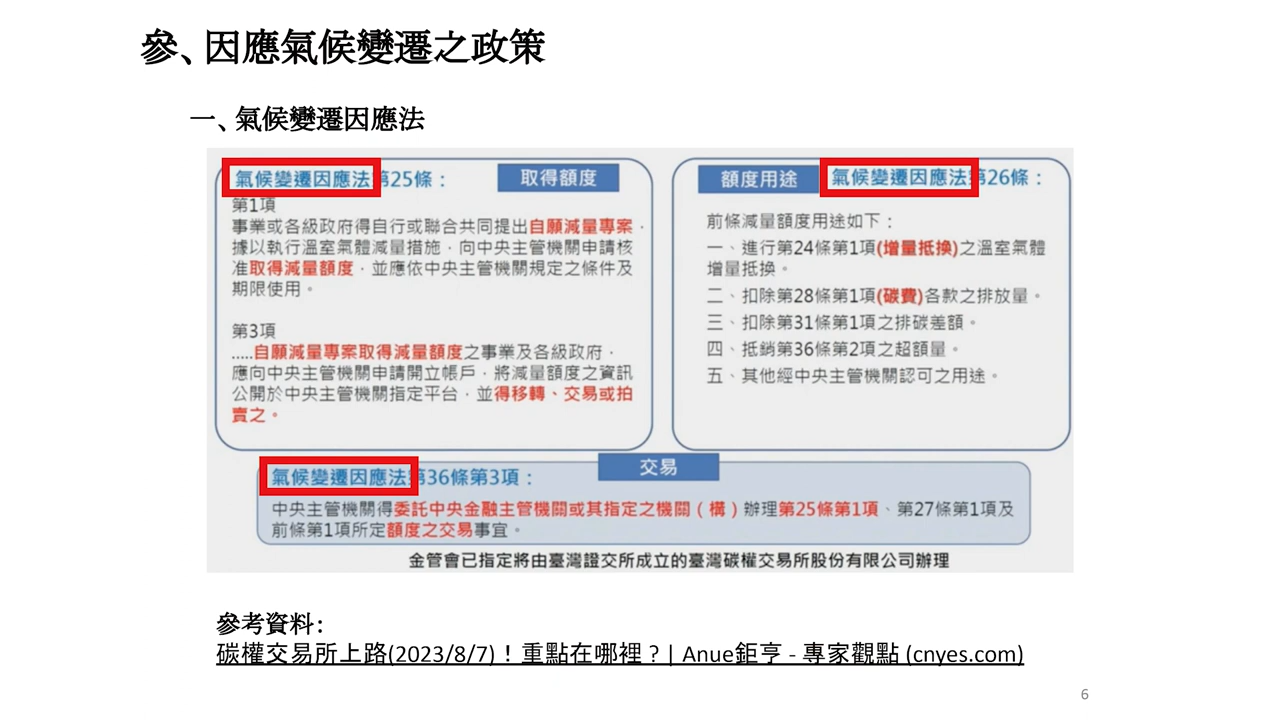 參、因應氣候變遷之政策
一、氣候變遷因應法
氣候變遷因應法第25條：
取得額度
第1項
事業或各級政府得自行或聯合共同提出自願減量專案，
據以執行溫室氣體減量措施，向中央主管機關申請核
准取得減量額度，並應依中央主管機關規定之條件及
期限使用。
第3項
.....自願減量專案取得減量額度之事業及各級政府，
應向中央主管機關申請開立帳戶，將減量額度之資訊
公開於中央主管機關指定平台，並得移轉、交易或拍
賣之。
額度用途
氣候變遷因應法第26條：
前條減量額度用途如下：
一、進行第24條第1項(增量抵換)之溫室氣體
增量抵換。
二、扣除第28條第1項(碳費)各款之排放量。
三、扣除第31條第1項之排碳差額。
四、抵銷第36條第2項之超額量。
五、其他經中央主管機關認可之用途。
交易
氣候變遷因應法第36條第3項：
中央主管機關得委託中央金融主管機關或其指定之機關（構）辦理第25條第1項、第27條第1項及
前條第1項所定額度之交易事宜。
金管會已指定將由臺灣證交所成立的臺灣碳權交易所股份有限公司辦理
參考資料：
碳權交易所上路(2023/8/7)！重點在哪裡？| Anue鉅亨 - 專家觀點 (cnyes.com)
6